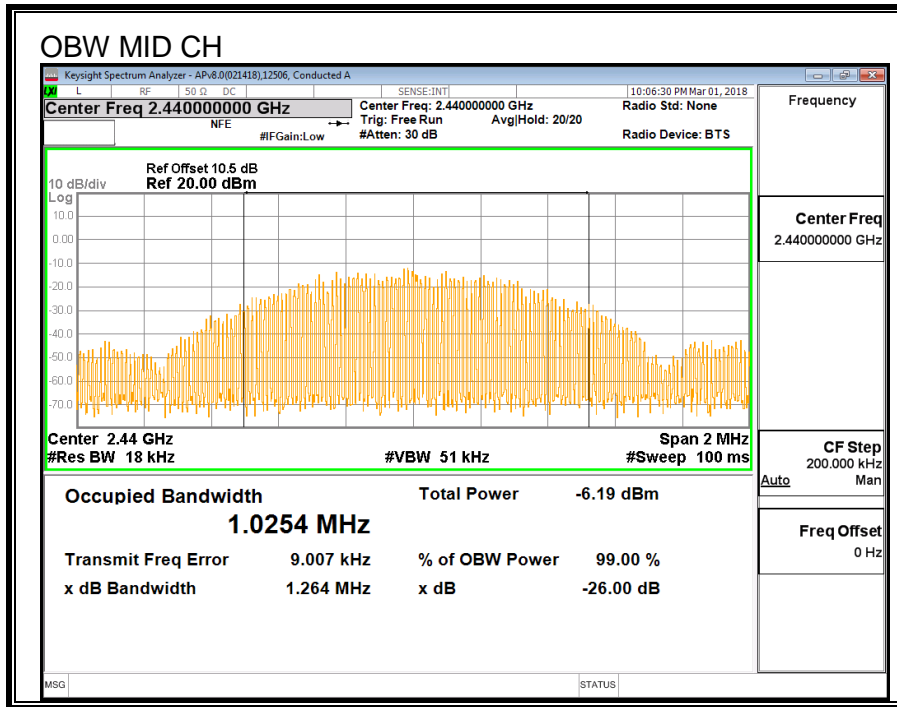 OBW MID CH
Keysight Spectrum Analyzer - APv8.0(021418),12506, Conducted A
LXI L RF 50 Ω DC SENSE:INT 10:06:30 PM Mar 01, 2018
Center Freq 2.440000000 GHz
NFE
#IFGain:Low
Center Freq: 2.440000000 GHz
Trig: Free Run Avg|Hold: 20/20
#Atten: 30 dB
Radio Std: None
Radio Device: BTS
Ref Offset 10.5 dB
10 dB/div Ref 20.00 dBm
Log
10.0
0.00
-10.0
-20.0
-30.0
-40.0
-50.0
-60.0
-70.0
Center 2.44 GHz Span 2 MHz
#Res BW 18 kHz #VBW 51 kHz #Sweep 100 ms
Occupied Bandwidth Total Power -6.19 dBm
1.0254 MHz
Transmit Freq Error 9.007 kHz % of OBW Power 99.00 %
x dB Bandwidth 1.264 MHz x dB -26.00 dB
MSG STATUS
Frequency
Center Freq
2.440000000 GHz
CF Step
200.000 kHz
Auto Man
Freq Offset
0 Hz